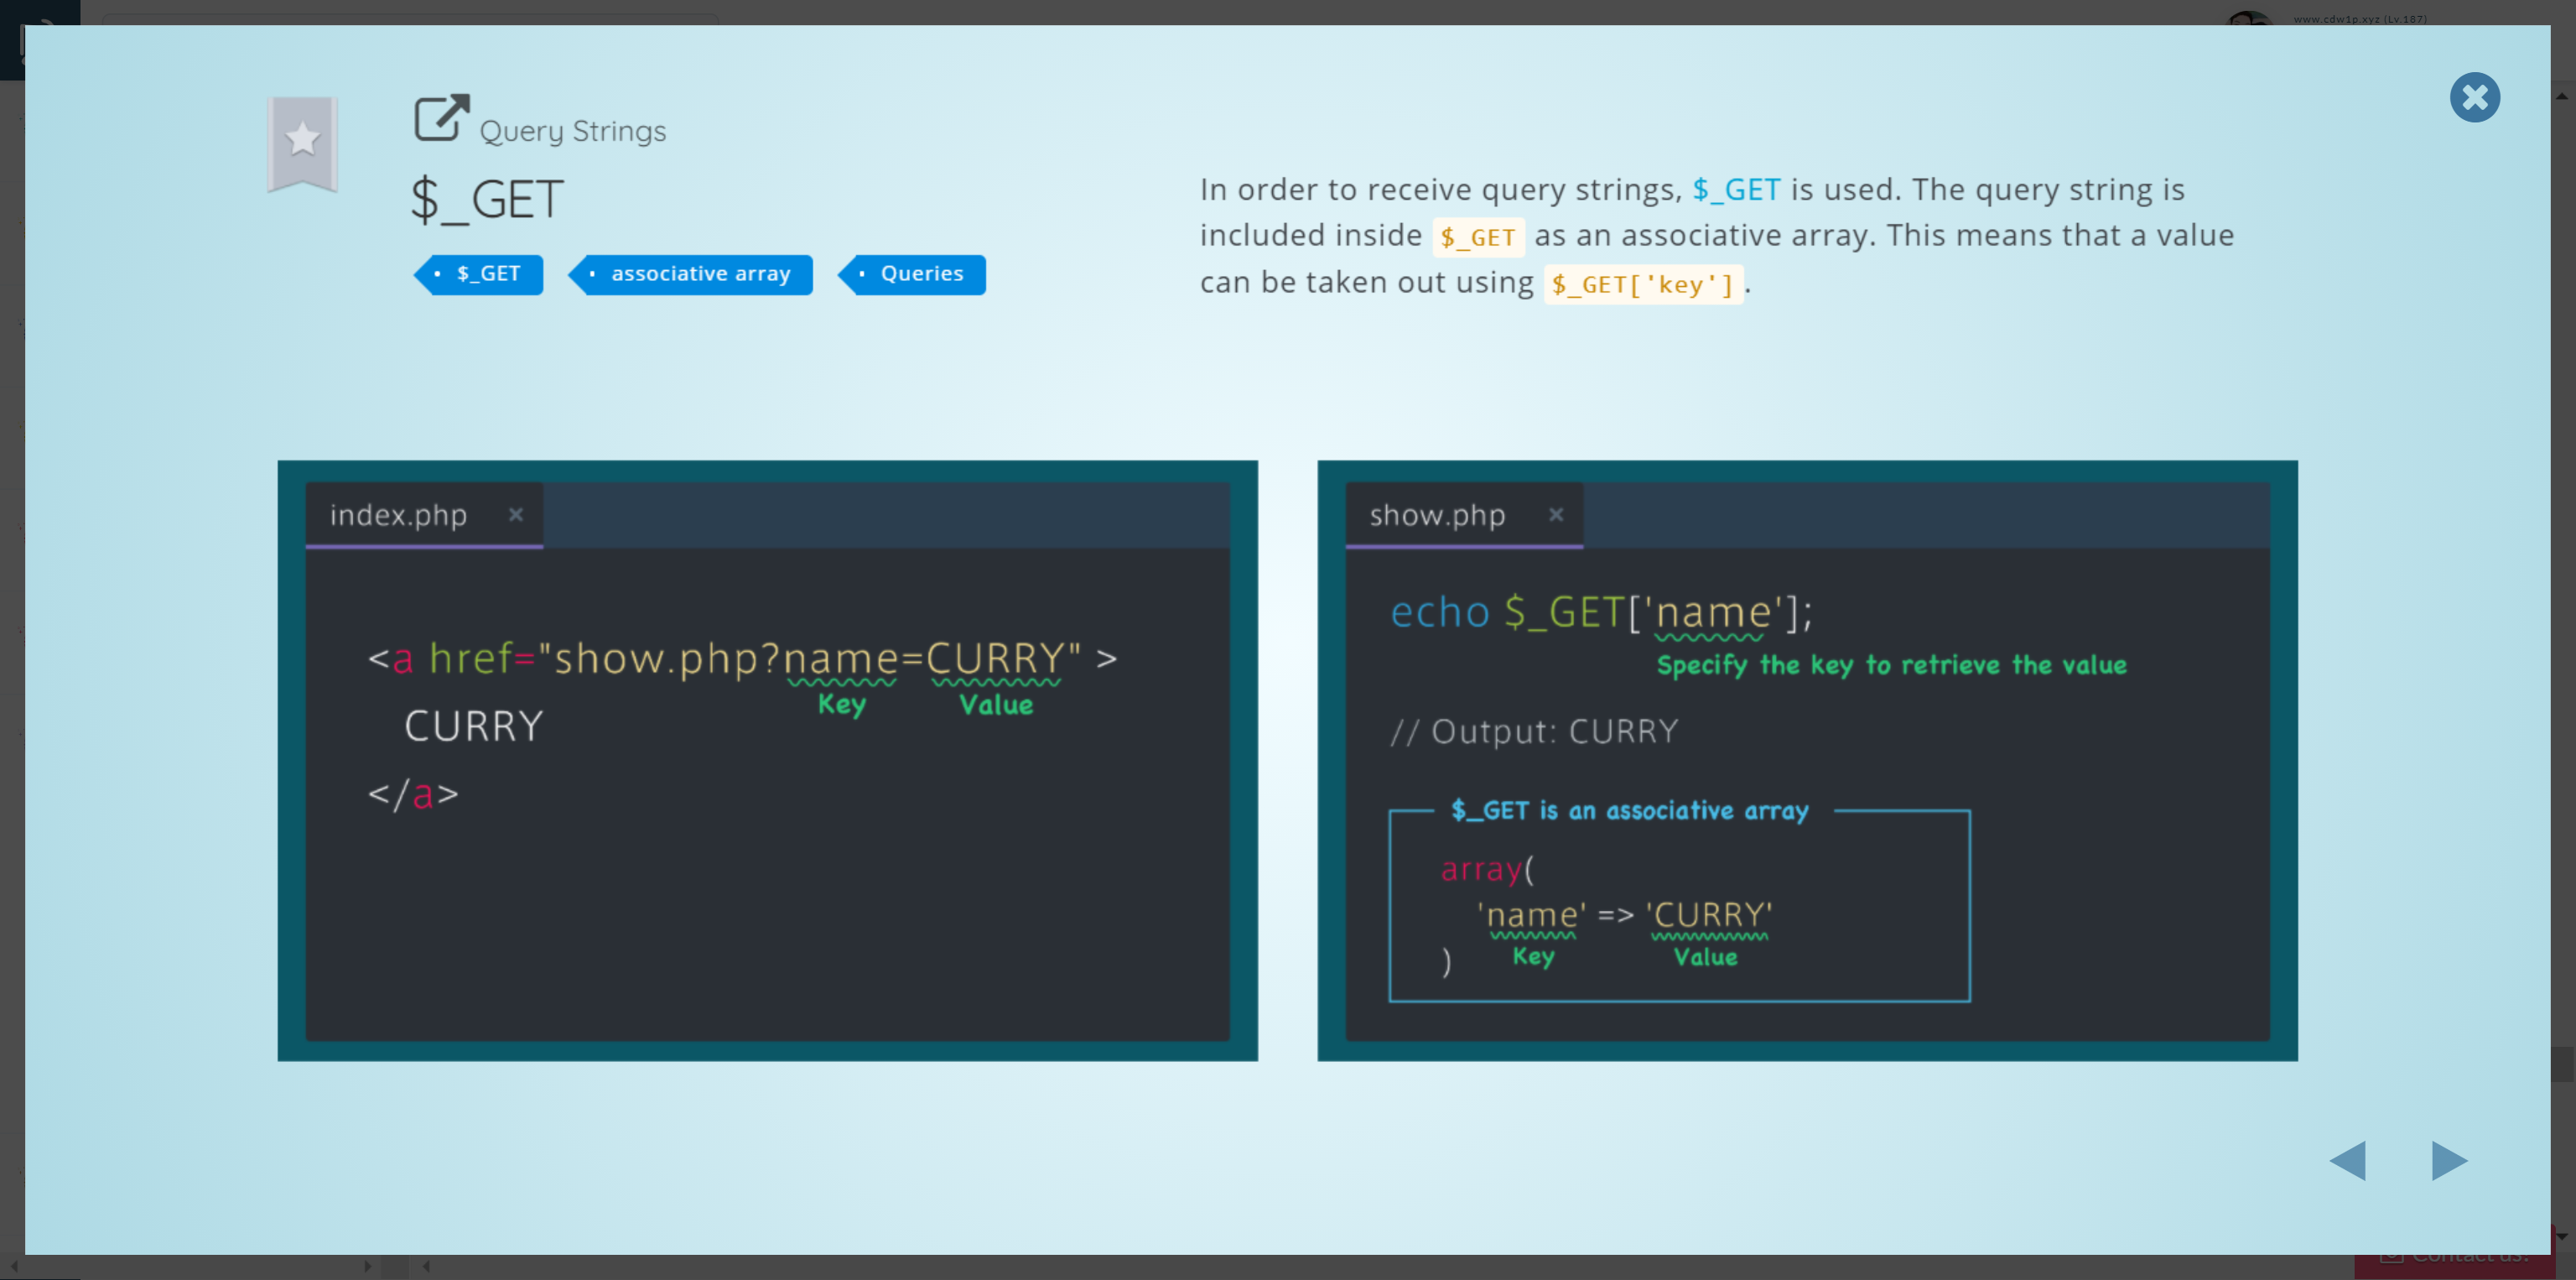 www.cdw1p.xyz (Lv.187)
Query Strings
$_GET
$_GET
associative array
Queries
In order to receive query strings, $_GET is used. The query string is
included inside $_GET as an associative array. This means that a value
can be taken out using $_GET['key'].
index.php
<a href="show.php?name=CURRY" >
Key Value
CURRY
</a>
show.php
echo $_GET['name'];
Specify the key to retrieve the value
// Output: CURRY
$_GET is an associative array
array(
'name' => 'CURRY'
Key Value
)
Contact us!